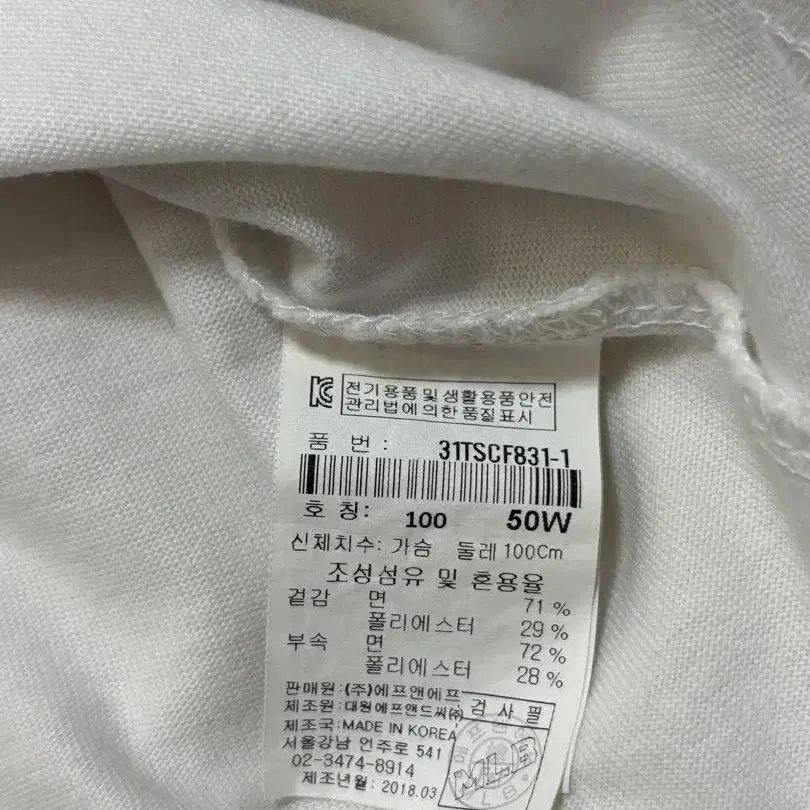 전기용품및생활용품안전
관리법에의한품질표시
품 번 : 31TSCF831-1
호 칭: 100 50W
신체치수: 가슴 둘레 100Cm
조성섬유 및 혼용율
겉감 면 71 %
폴리에스터 29 %
부속 면 72 %
폴리에스터 28 %
판매원:(주)에프앤에프
제조원: 대원에프앤드씨㈜
제조국: MADE IN KOREA
서울강남 언주로 541
02-3474-8914
제조년월: 2018.03
검 사 필
MLB